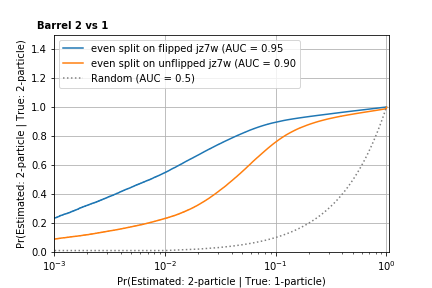 Barrel 2 vs 1
even split on flipped jz7w (AUC = 0.95
even split on unflipped jz7w (AUC = 0.90
Random (AUC = 0.5)
1.4
1.2
1.0
0.8
0.6
0.4
0.2
0.0
Pr(Estimated: 2-particle | True: 2-particle)
10⁻³
10⁻²
10⁻¹
10⁰
Pr(Estimated: 2-particle | True: 1-particle)